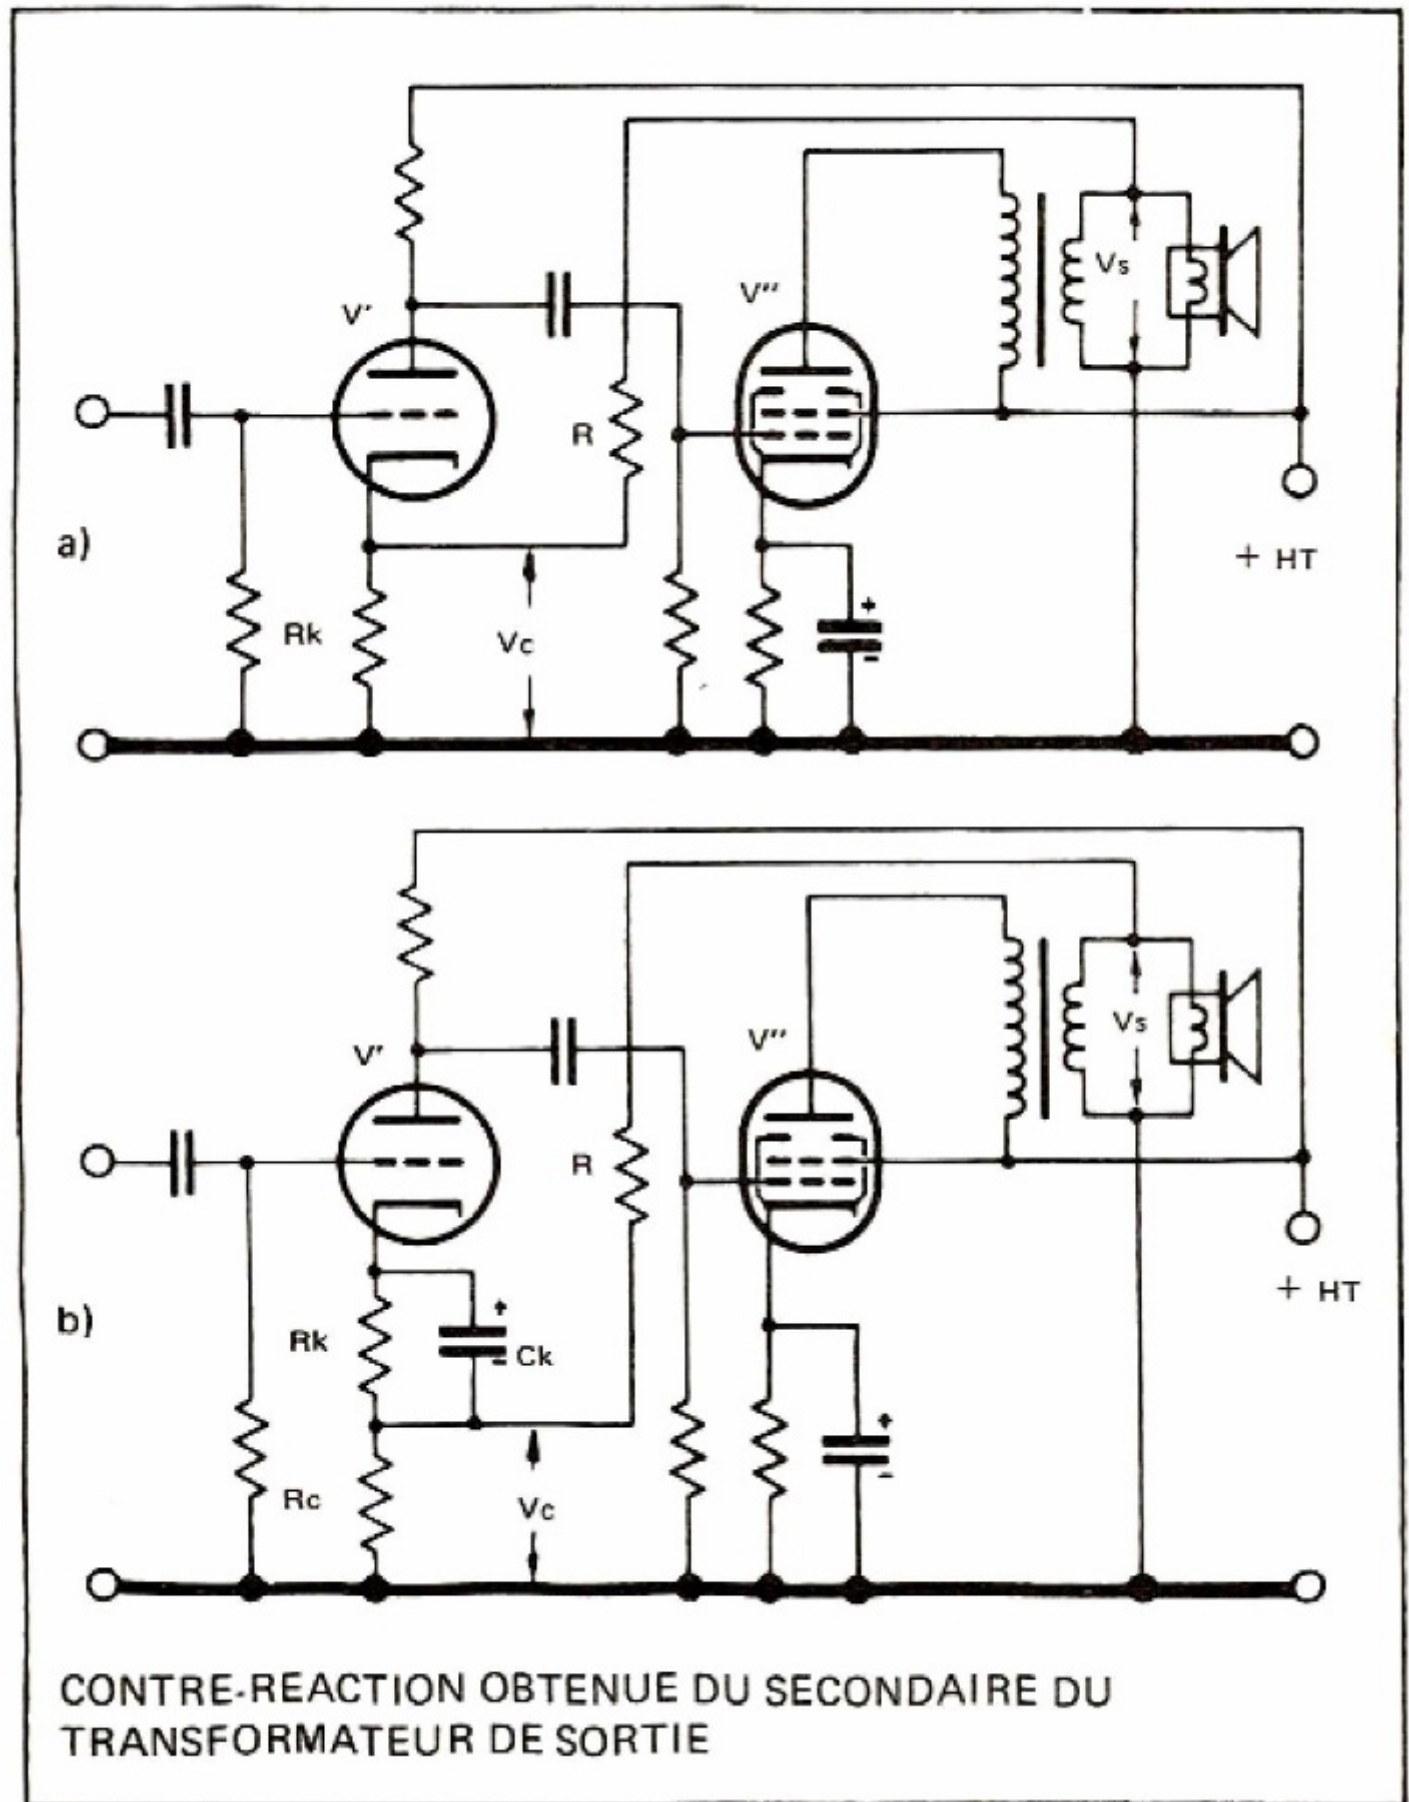 V'
V''
Vs
R
a)
+ HT
+
Rk
Vc
-
V'
V''
Vs
R
+ HT
b)
+
Rk
- Ck
+
-
Rc
Vc
CONTRE-REACTION OBTENUE DU SECONDAIRE DU
TRANSFORMATEUR DE SORTIE